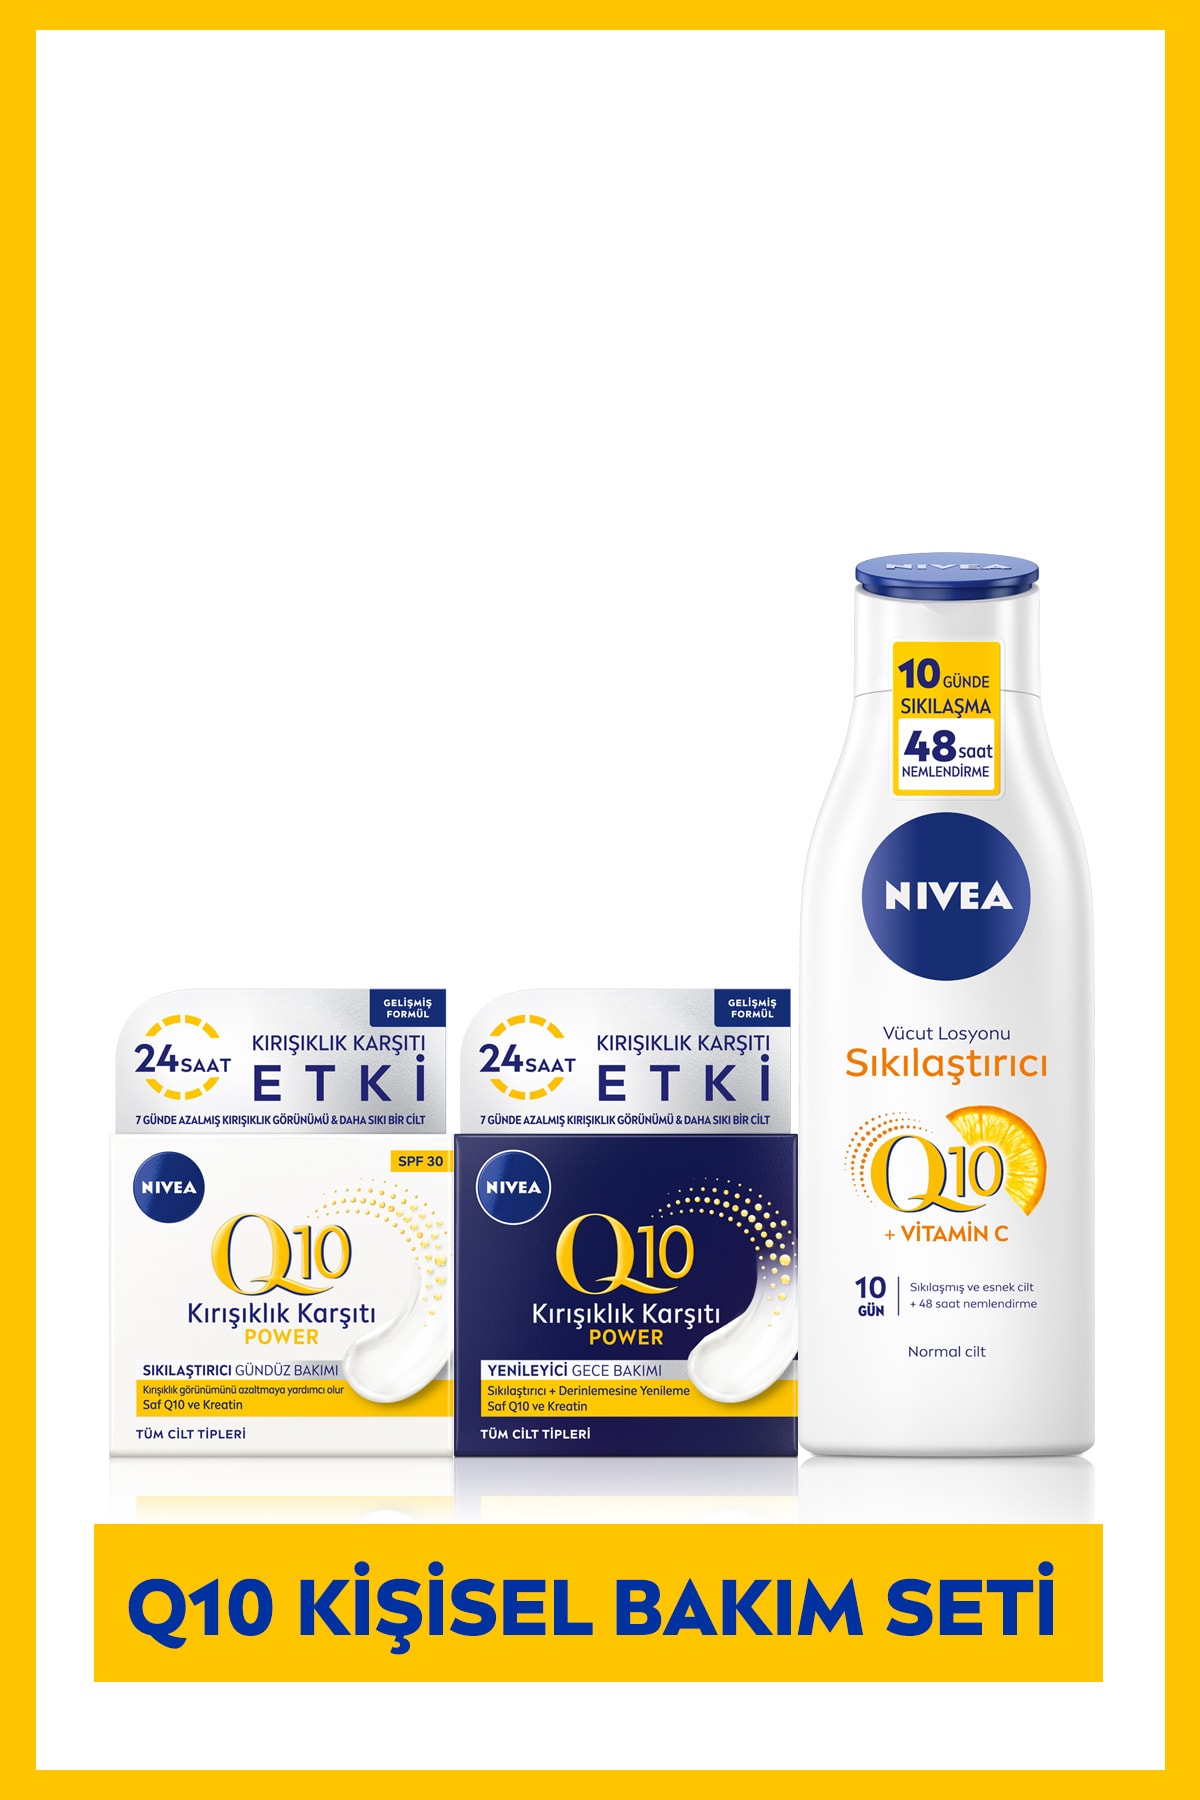 NIVEA
10 GÜNDE
SIKILAŞMA
48 saat
NEMLENDİRME
NIVEA
Vücut Losyonu
Sıkılaştırıcı
Q10
+ VİTAMİN C
10 GÜN
Sıkılaşmış ve esnek cilt
+ 48 saat nemlendirme
Normal cilt
GELİŞMİŞ
FORMÜL
24 SAAT
KIRIŞIKLIK KARŞITI
ETKİ
7 GÜNDE AZALMIŞ KIRIŞIKLIK GÖRÜNÜMÜ & DAHA SIKI BİR CİLT
NIVEA
SPF 30
Q10
Kırışıklık Karşıtı
POWER
SIKILAŞTIRICI GÜNDÜZ BAKIMI
Kırışıklık görünümünü azaltmaya yardımcı olur
Saf Q10 ve Kreatin
TÜM CİLT TİPLERİ
GELİŞMİŞ
FORMÜL
24 SAAT
KIRIŞIKLIK KARŞITI
ETKİ
7 GÜNDE AZALMIŞ KIRIŞIKLIK GÖRÜNÜMÜ & DAHA SIKI BİR CİLT
NIVEA
Q10
Kırışıklık Karşıtı
POWER
YENİLEYİCİ GECE BAKIMI
Sıkılaştırıcı + Derinlemesine Yenileme
Saf Q10 ve Kreatin
TÜM CİLT TİPLERİ
Q10 KİŞİSEL BAKIM SETİ